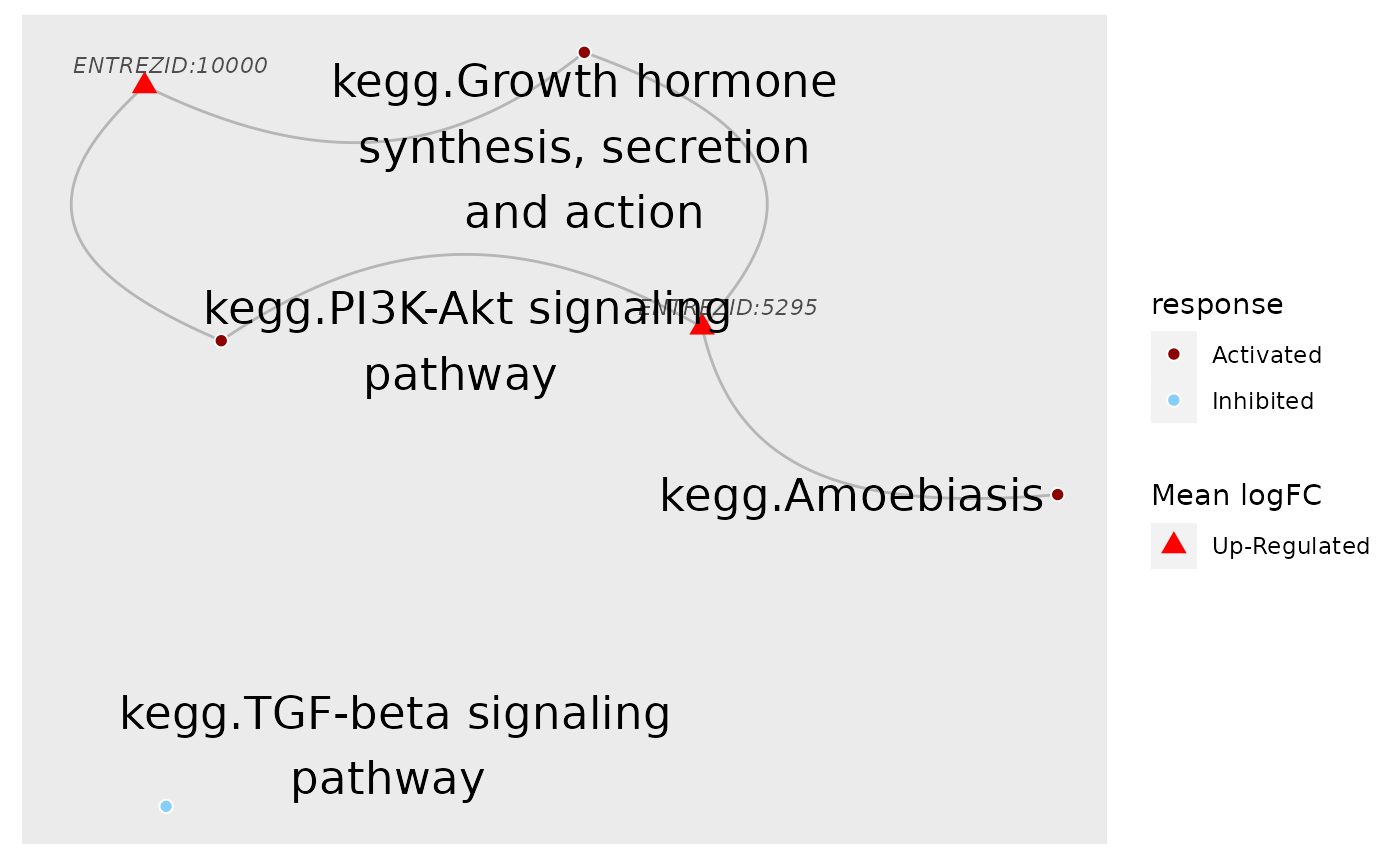 ENTREZID:10000
kegg.Growth hormone
synthesis, secretion
and action
kegg.PI3K-Akt signaling
pathway
ENTREZID:5295
kegg.Amoebiasis
kegg.TGF-beta signaling
pathway
response
Activated
Inhibited
Mean logFC
Up-Regulated